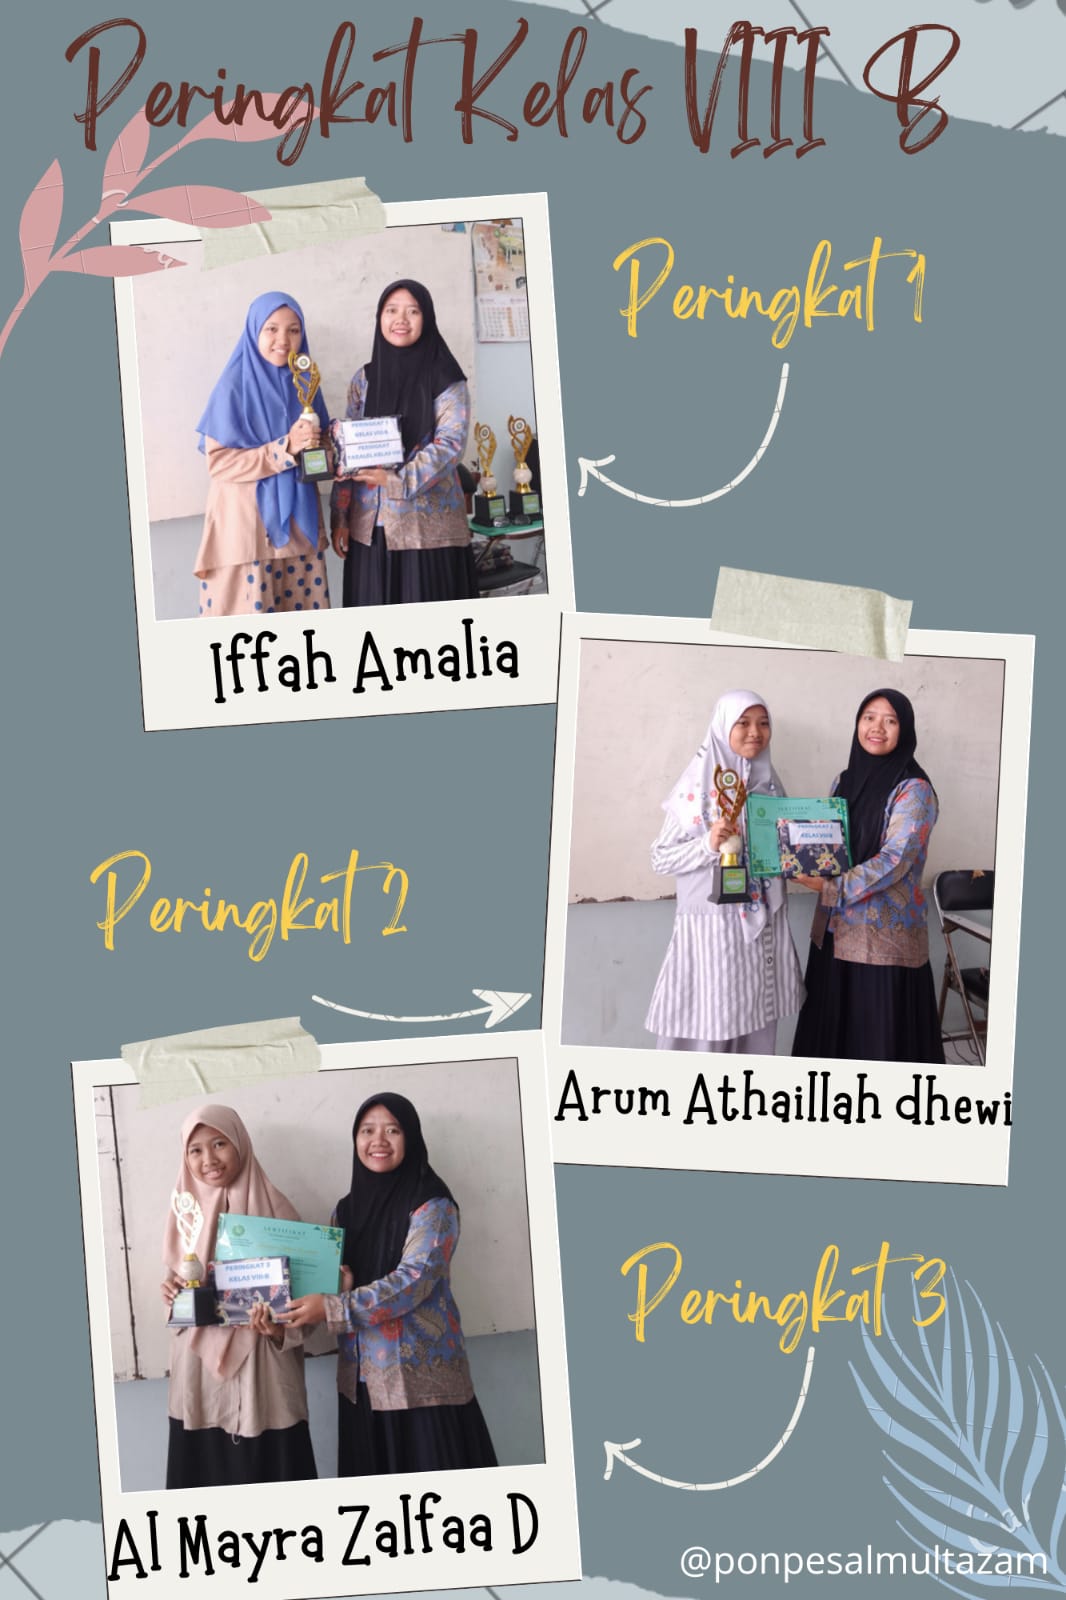 Peringkat Kelas VIII B
Peringkat 1
PERINGKAT
KELAS VIII-B
PERINGKAT
PARALEL KELAS VIII
Iffah Amalia
SERTIFIKAT
PERINGKAT 2
KELAS VIII-B
Peringkat 2
Arum Athaillah dhewi
SERTIFIKAT
PERINGKAT 3
KELAS VIII-B
Peringkat 3
Al Mayra Zalfaa D
@ponpesalmultazam